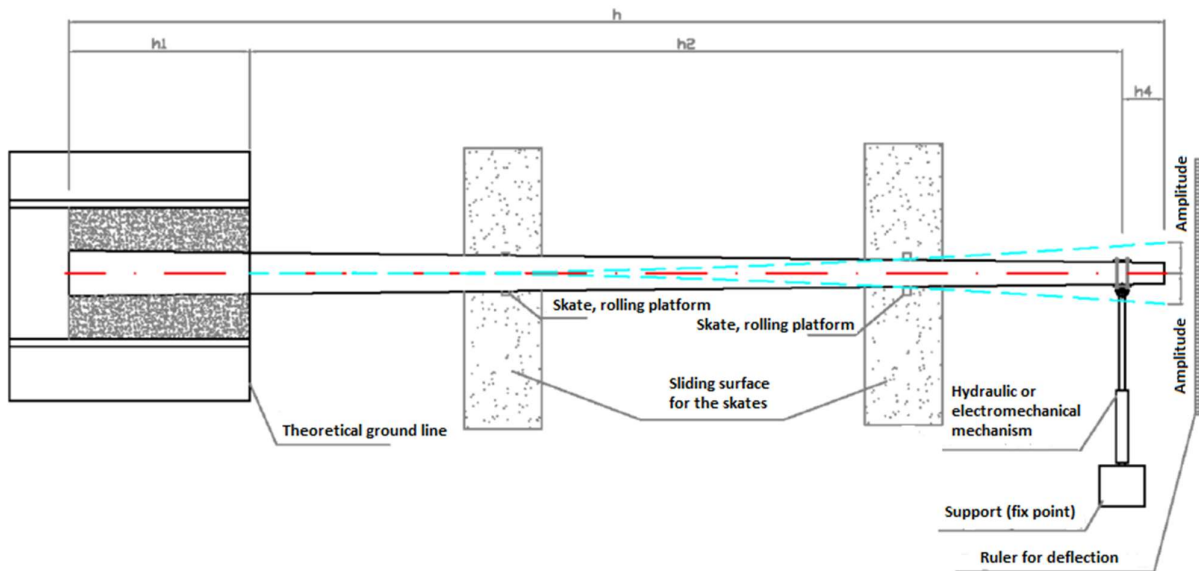 h
h1
h2
h4
Amplitude
Skate, rolling platform
Skate, rolling platform
Amplitude
Sliding surface
for the skates
Hydraulic or
electromechanical
mechanism
Theoretical ground line
Support (fix point)
Ruler for deflection